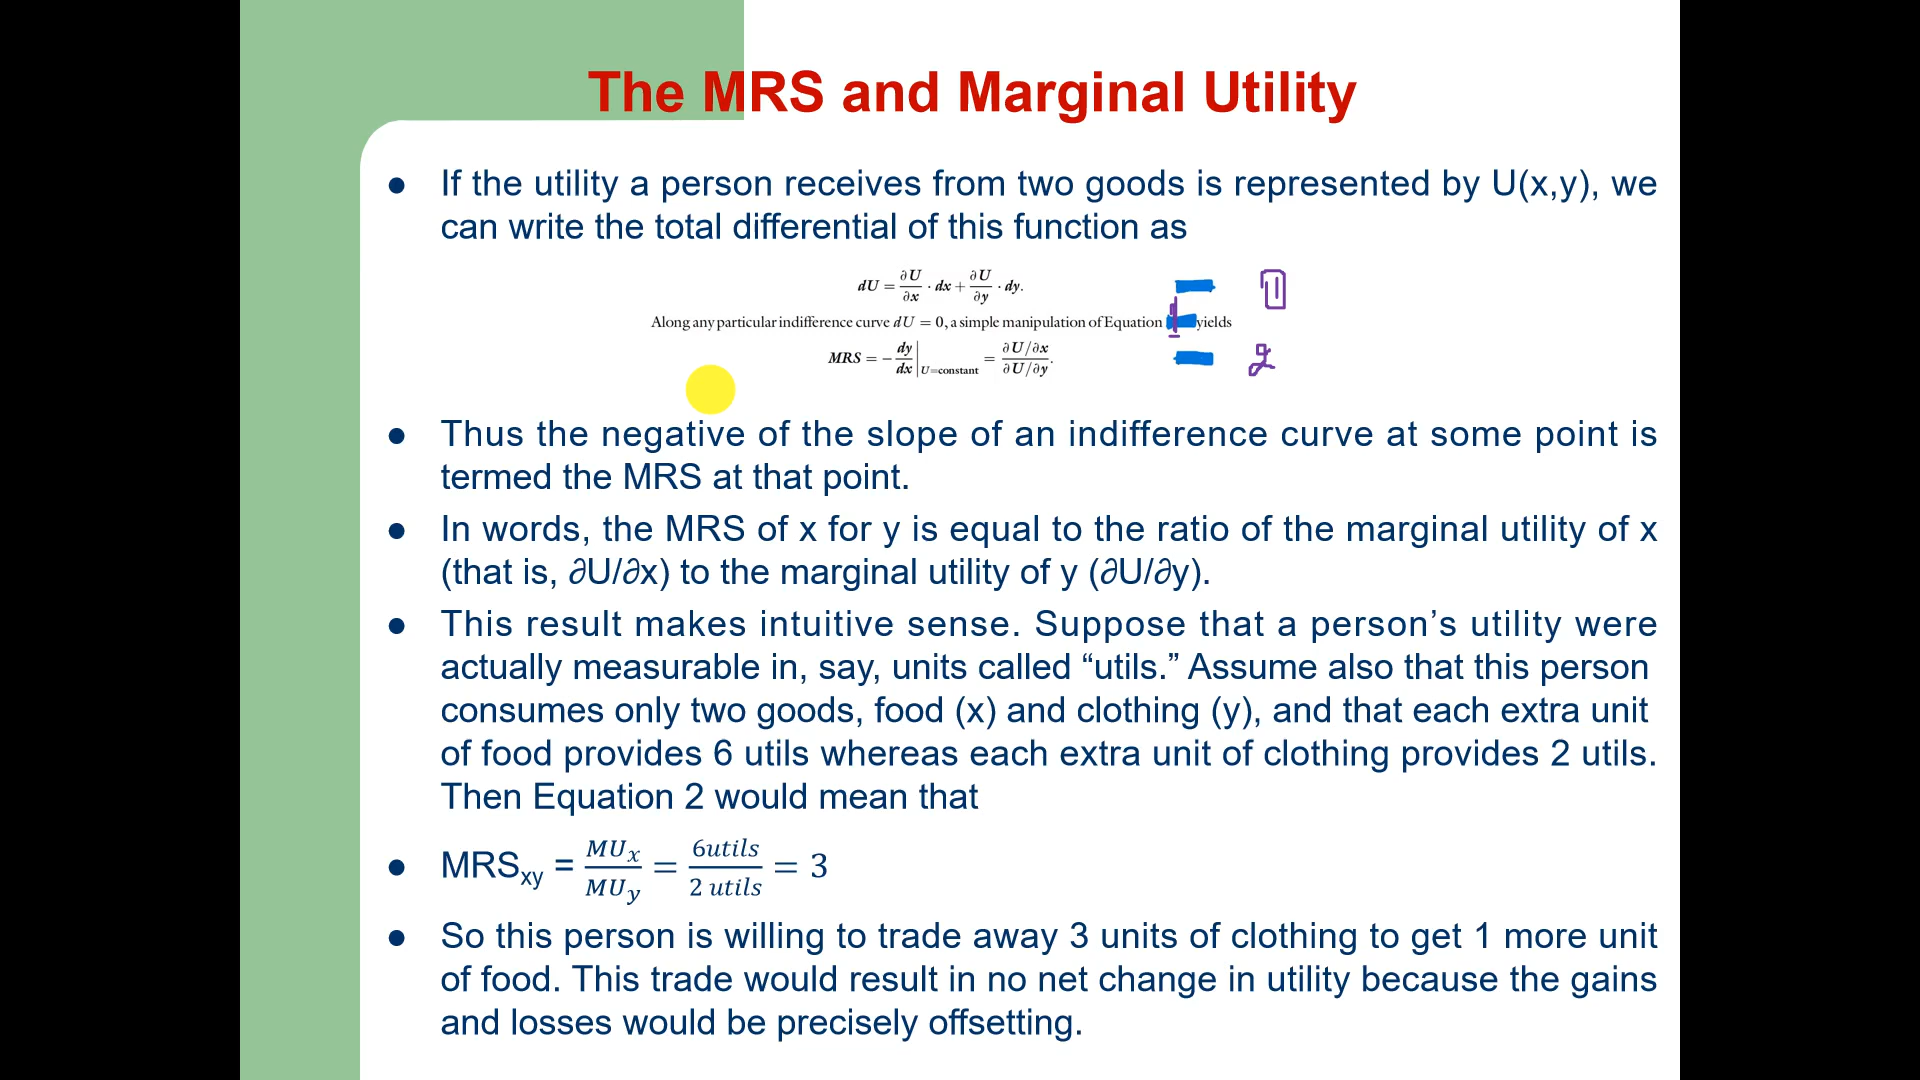 The MRS and Marginal Utility
● If the utility a person receives from two goods is represented by U(x,y), we
can write the total differential of this function as
dU = ∂U/∂x · dx + ∂U/∂y · dy. 1
Along any particular indifference curve dU = 0, a simple manipulation of Equation 1 yields
MRS = − dy/dx |U=constant = ∂U/∂x / ∂U/∂y. 2
● Thus the negative of the slope of an indifference curve at some point is
termed the MRS at that point.
● In words, the MRS of x for y is equal to the ratio of the marginal utility of x
(that is, ∂U/∂x) to the marginal utility of y (∂U/∂y).
● This result makes intuitive sense. Suppose that a person’s utility were
actually measurable in, say, units called “utils.” Assume also that this person
consumes only two goods, food (x) and clothing (y), and that each extra unit
of food provides 6 utils whereas each extra unit of clothing provides 2 utils.
Then Equation 2 would mean that
● MRSxy = MUx/MUy = 6utils/2 utils = 3
● So this person is willing to trade away 3 units of clothing to get 1 more unit
of food. This trade would result in no net change in utility because the gains
and losses would be precisely offsetting.